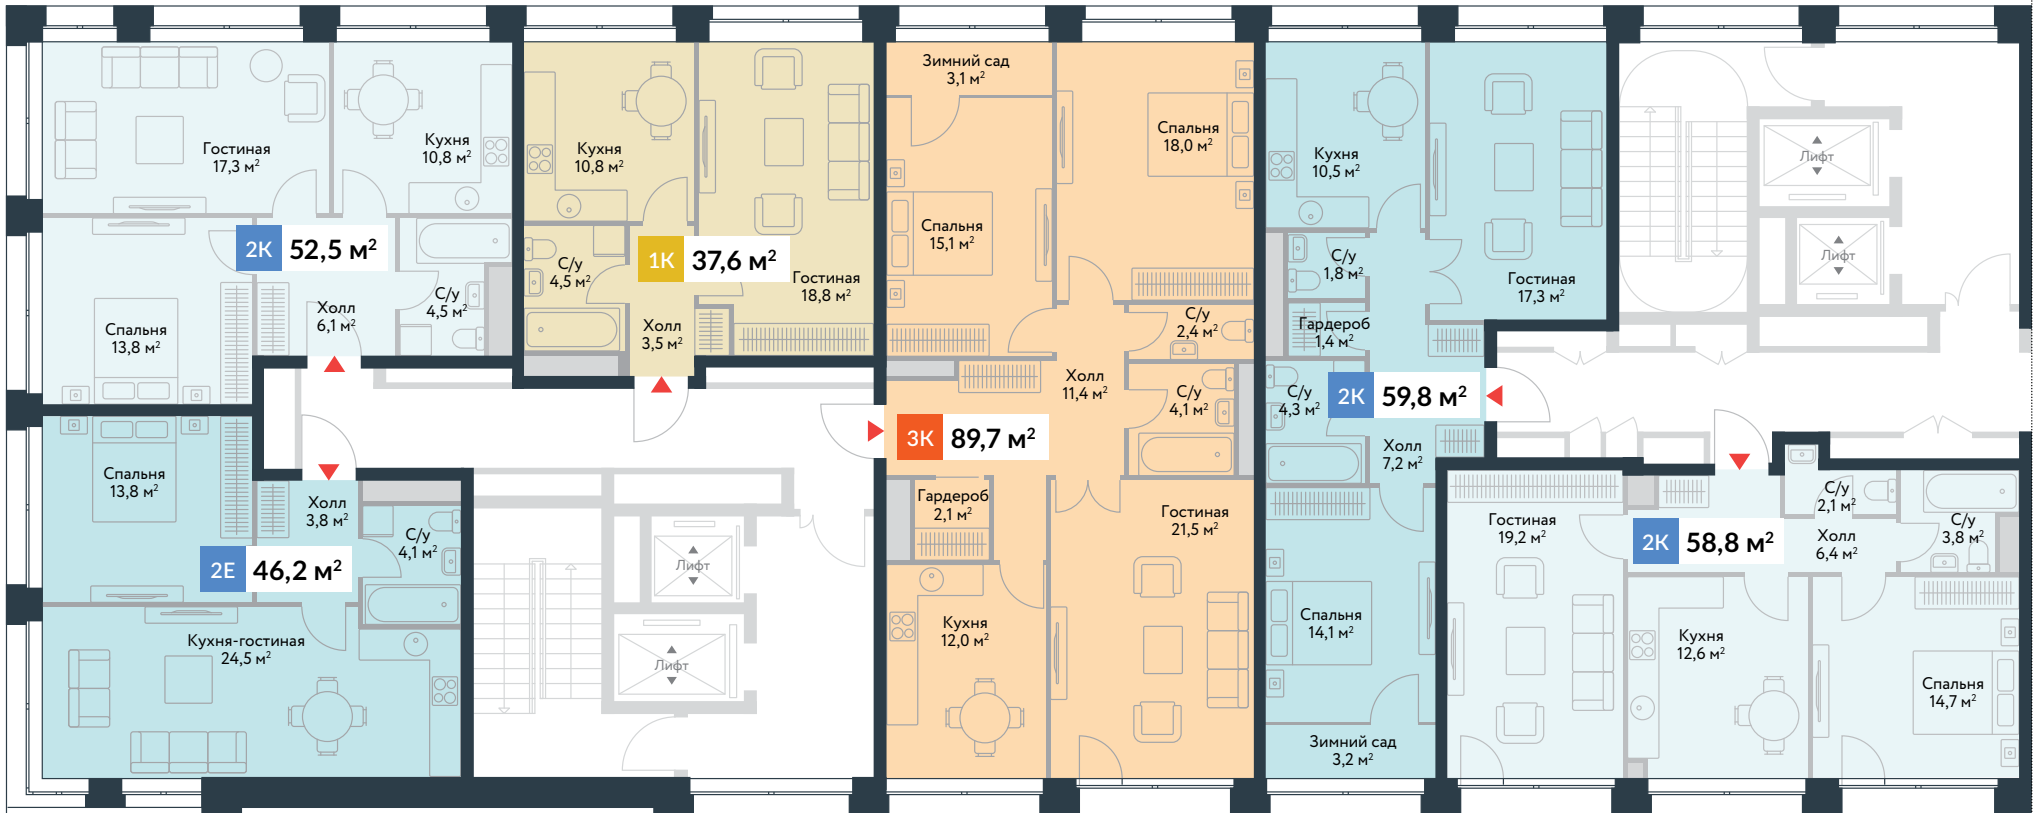 Гостиная
17,3 м²
Кухня
10,8 м²
2К 52,5 м²
Спальня
13,8 м²
Холл
6,1 м²
С/у
4,5 м²
Спальня
13,8 м²
Холл
3,8 м²
С/у
4,1 м²
2Е 46,2 м²
Кухня-гостиная
24,5 м²
Кухня
10,8 м²
С/у
4,5 м²
1К 37,6 м²
Гостиная
18,8 м²
Холл
3,5 м²
Лифт
Лифт
Зимний сад
3,1 м²
Спальня
18,0 м²
Спальня
15,1 м²
С/у
2,4 м²
Холл
11,4 м²
С/у
4,1 м²
3К 89,7 м²
Гардероб
2,1 м²
Гостиная
21,5 м²
Кухня
12,0 м²
Кухня
10,5 м²
С/у
1,8 м²
Гостиная
17,3 м²
Гардероб
1,4 м²
С/у
4,3 м²
2К 59,8 м²
Холл
7,2 м²
Спальня
14,1 м²
Зимний сад
3,2 м²
Лифт
Лифт
Гостиная
19,2 м²
С/у
2,1 м²
С/у
3,8 м²
2К 58,8 м²
Холл
6,4 м²
Кухня
12,6 м²
Спальня
14,7 м²